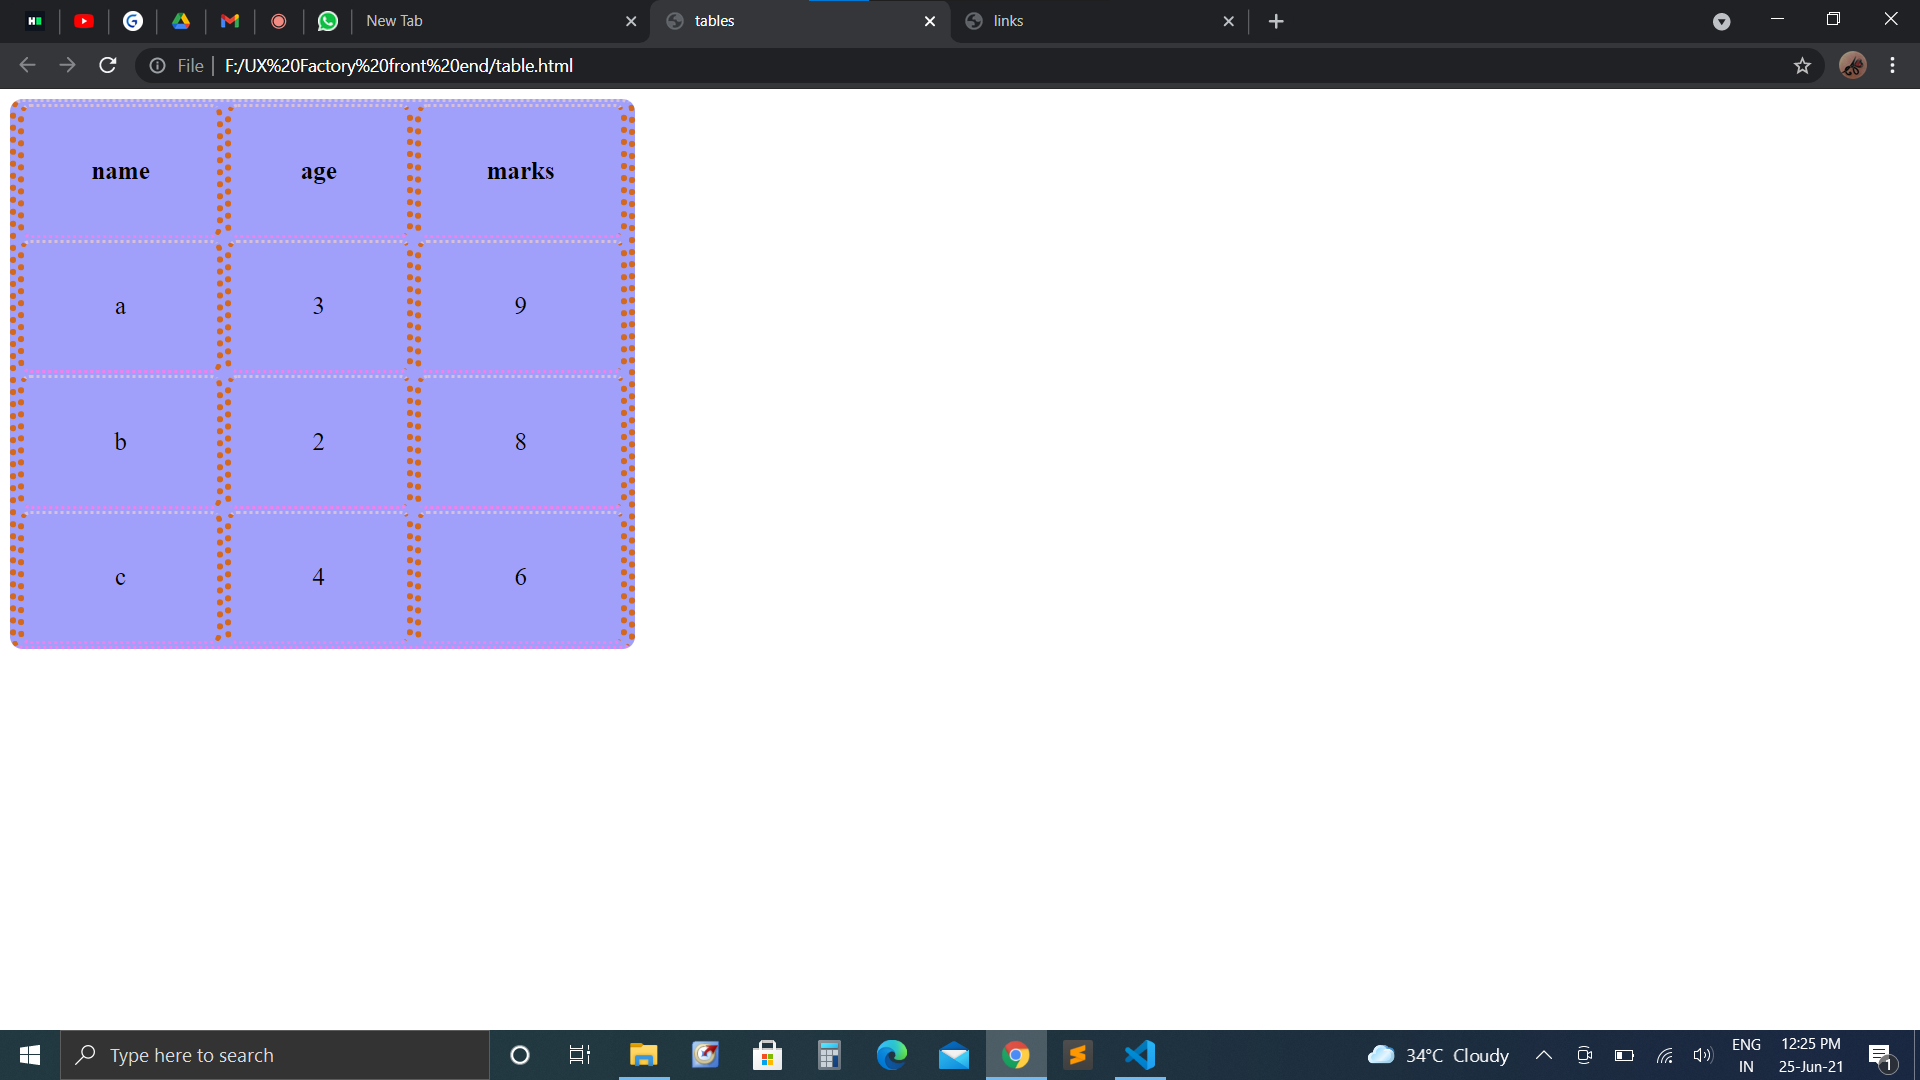 New Tab
tables
links
File
F:/UX%20Factory%20front%20end/table.html
name age marks
a 3 9
b 2 8
c 4 6
Type here to search
34°C Cloudy
ENG
IN
12:25 PM
25-Jun-21
1